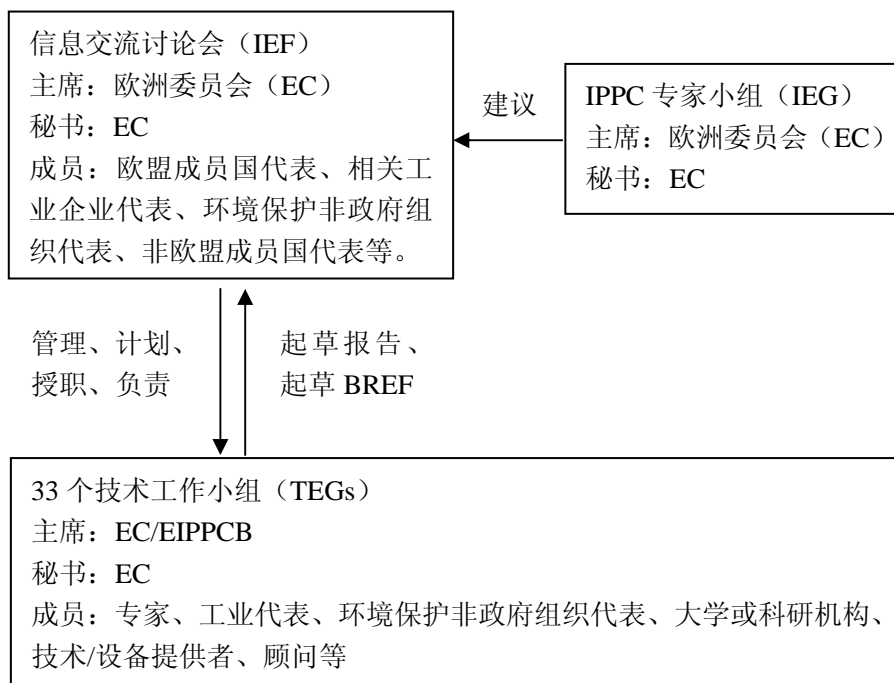 信息交流讨论会（IEF）
主席：欧洲委员会（EC）
秘书：EC
成员：欧盟成员国代表、相关工
业企业代表、环境保护非政府组
织代表、非欧盟成员国代表等。
建议
IPPC 专家小组（IEG）
主席：欧洲委员会（EC）
秘书：EC
管理、计划、
授职、负责
起草报告、
起草 BREF
33 个技术工作小组（TEGs）
主席：EC/EIPPCB
秘书：EC
成员：专家、工业代表、环境保护非政府组织代表、大学或科研机构、
技术/设备提供者、顾问等